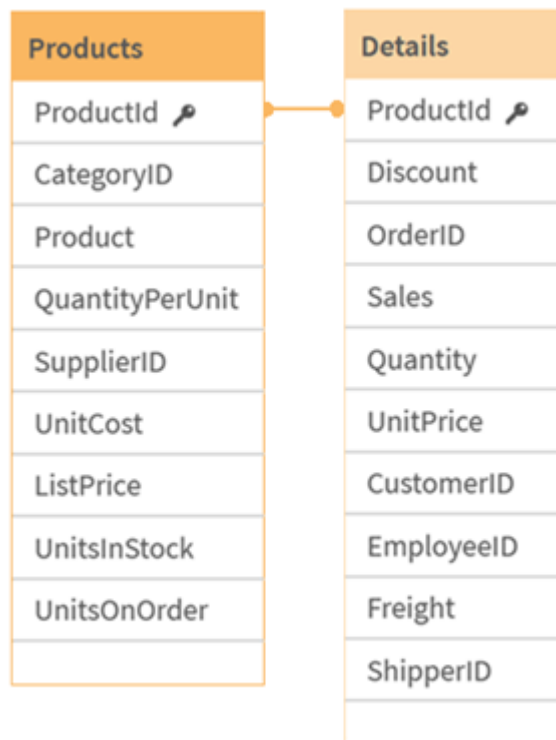 Products
ProductId
CategoryID
Product
QuantityPerUnit
SupplierID
UnitCost
ListPrice
UnitsInStock
UnitsOnOrder
Details
ProductId
Discount
OrderID
Sales
Quantity
UnitPrice
CustomerID
EmployeeID
Freight
ShipperID